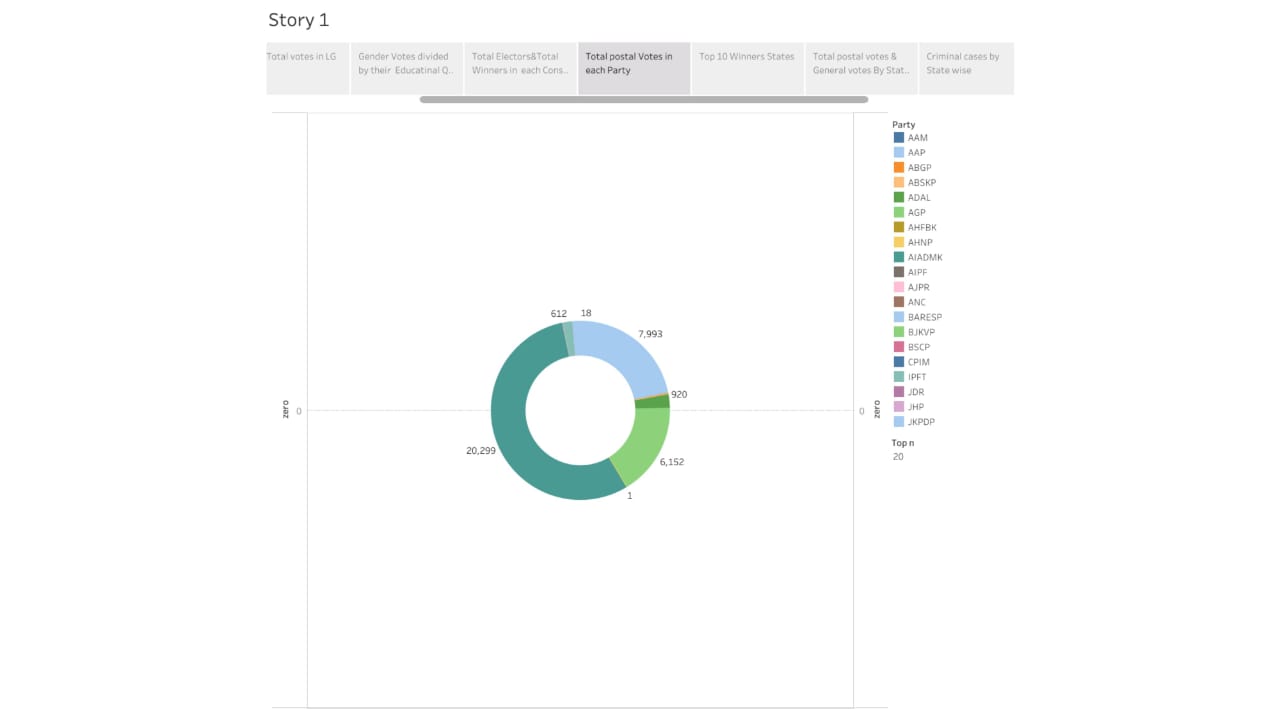 Story 1
Total votes in LG
Gender Votes divided
by their Educatinal Q..
Total Electors&Total
Winners in each Cons..
Total postal Votes in
each Party
Top 10 Winners States
Total postal votes &
General votes By Stat..
Criminal cases by
State wise
612
18
7,993
920
6,152
1
20,299
zero
0
0
zero
Party
AAM
AAP
ABGP
ABSKP
ADAL
AGP
AHFBK
AHNP
AIADMK
AIPF
AJPR
ANC
BARESP
BJKVP
BSCP
CPIM
IPFT
JDR
JHP
JKPDP
Top n
20